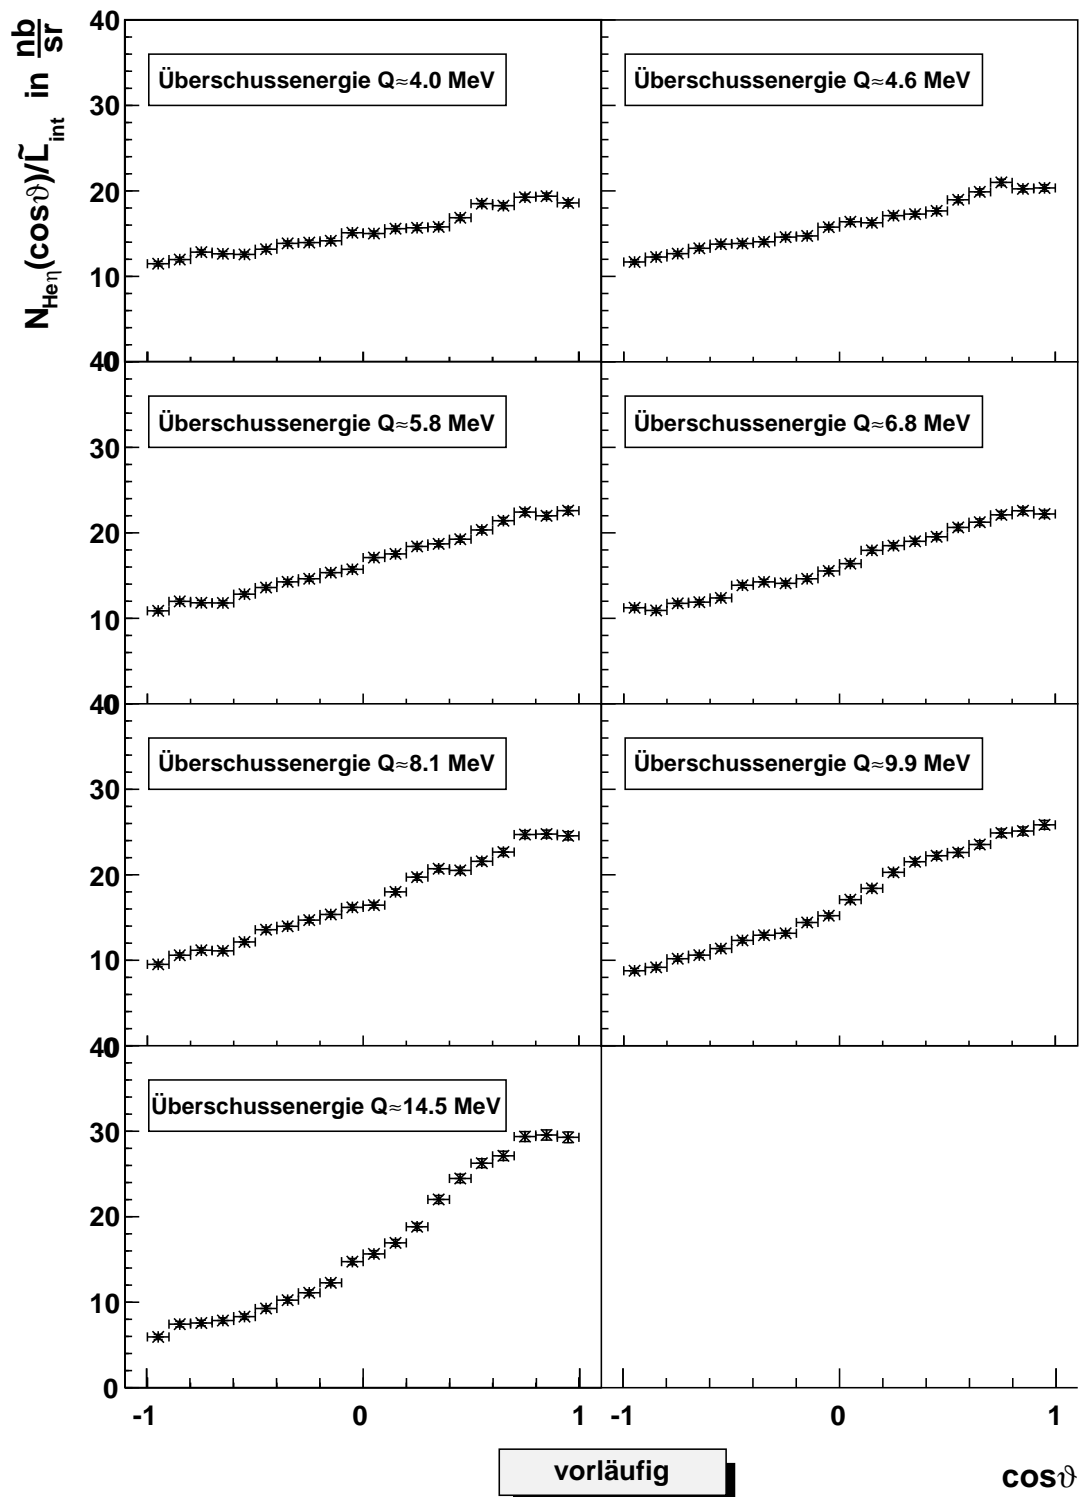 N_Heη(cosϑ)/L̃_int in nb/sr
40
Überschussenergie Q≈4.0 MeV
Überschussenergie Q≈4.6 MeV
30
20
10
0
40
Überschussenergie Q≈5.8 MeV
Überschussenergie Q≈6.8 MeV
30
20
10
0
40
Überschussenergie Q≈8.1 MeV
Überschussenergie Q≈9.9 MeV
30
20
10
0
40
Überschussenergie Q≈14.5 MeV
30
20
10
0
-1 0 1 -1 0 1
vorläufig
cosϑ